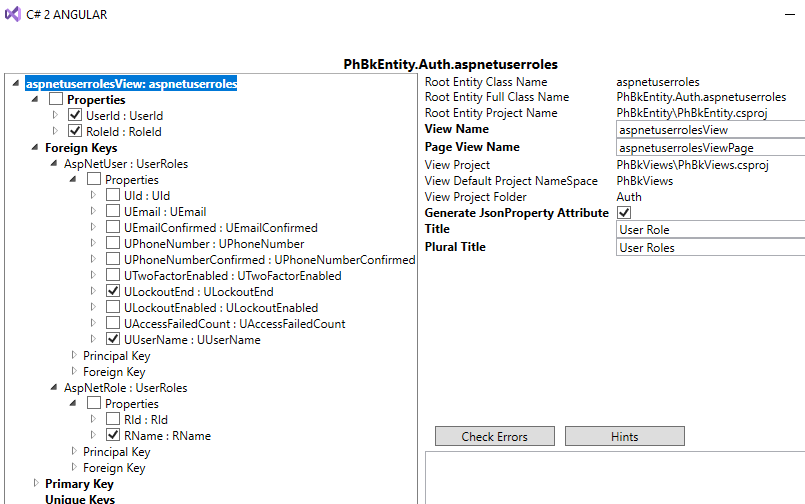 C# 2 ANGULAR
PhBkEntity.Auth.aspnetuserroles
aspnetuserrolesView: aspnetuserroles
Properties
UserId : UserId
RoleId : RoleId
Foreign Keys
AspNetUser : UserRoles
Properties
UId : UId
UEmail : UEmail
UEmailConfirmed : UEmailConfirmed
UPhoneNumber : UPhoneNumber
UPhoneNumberConfirmed : UPhoneNumberConfirmed
UTwoFactorEnabled : UTwoFactorEnabled
ULockoutEnd : ULockoutEnd
ULockoutEnabled : ULockoutEnabled
UAccessFailedCount : UAccessFailedCount
UUserName : UUserName
Principal Key
Foreign Key
AspNetRole : UserRoles
Properties
RId : RId
RName : RName
Principal Key
Foreign Key
Primary Key
Unique Keys
Root Entity Class Name aspnetuserroles
Root Entity Full Class Name PhBkEntity.Auth.aspnetuserroles
Root Entity Project Name PhBkEntity\PhBkEntity.csproj
View Name aspnetuserrolesView
Page View Name aspnetuserrolesViewPage
View Project PhBkViews\PhBkViews.csproj
View Default Project NameSpace PhBkViews
View Project Folder Auth
Generate JsonProperty Attribute
Title User Role
Plural Title User Roles
Check Errors Hints